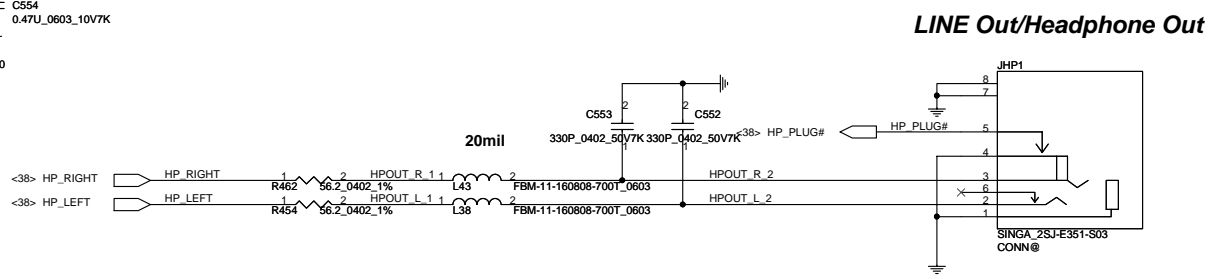 C C554
0.47U_0603_10V7K
0
LINE Out/Headphone Out
JHP1
8
7
2
C553
2
C552
330P_0402_50V7K
330P_0402_50V7K
1
1
<38> HP_PLUG#
HP_PLUG#
5
20mil
4
<38> HP_RIGHT
HP_RIGHT
1
2
HPOUT_R_1
1
2
HPOUT_R_2
3
R462
56.2_0402_1%
L43
FBM-11-160808-700T_0603
6
<38> HP_LEFT
HP_LEFT
1
2
HPOUT_L_1
1
2
HPOUT_L_2
2
R454
56.2_0402_1%
L38
FBM-11-160808-700T_0603
1
SINGA_2SJ-E351-S03
CONN@